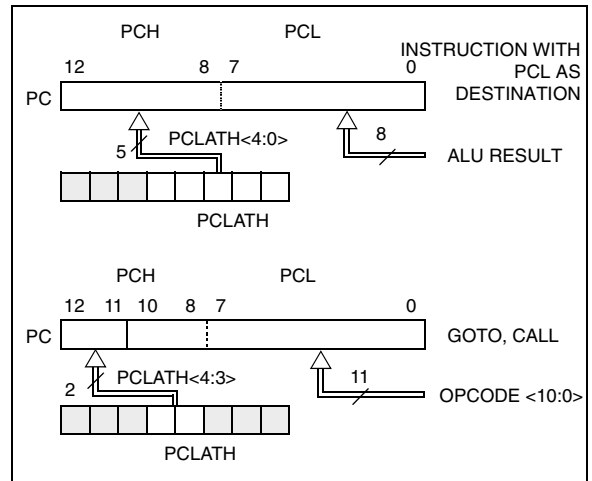 PCH PCL
12 8 7 0
INSTRUCTION WITH
PCL AS
DESTINATION
PC
PCLATH<4:0>
5
8
ALU RESULT
PCLATH
PCH PCL
12 11 10 8 7 0
PC
GOTO, CALL
PCLATH<4:3>
2
11
OPCODE <10:0>
PCLATH